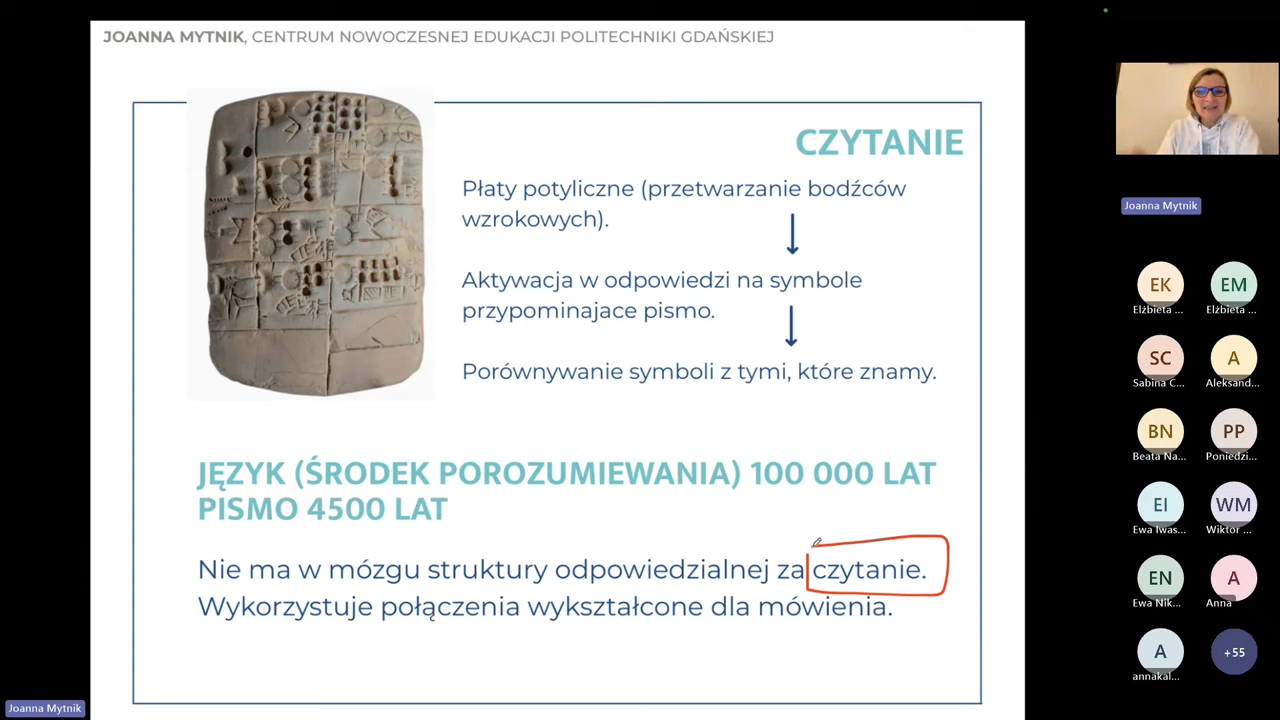 JOANNA MYTNIK, CENTRUM NOWOCZESNEJ EDUKACJI POLITECHNIKI GDAŃSKIEJ
CZYTANIE
Płaty potyliczne (przetwarzanie bodźców
wzrokowych).
Aktywacja w odpowiedzi na symbole
przypominajace pismo.
Porównywanie symboli z tymi, które znamy.
JĘZYK (ŚRODEK POROZUMIEWANIA) 100 000 LAT
PISMO 4500 LAT
Nie ma w mózgu struktury odpowiedzialnej za czytanie.
Wykorzystuje połączenia wykształcone dla mówienia.
Joanna Mytnik
Joanna Mytnik
EK
EM
Elżbieta ...
Elżbieta ...
SC
A
Sabina C...
Aleksand...
BN
PP
Beata Na...
Poniedzi...
EI
WM
Ewa Iwas...
Wiktor ...
EN
A
Ewa Nik...
Anna
A
+55
annakal...